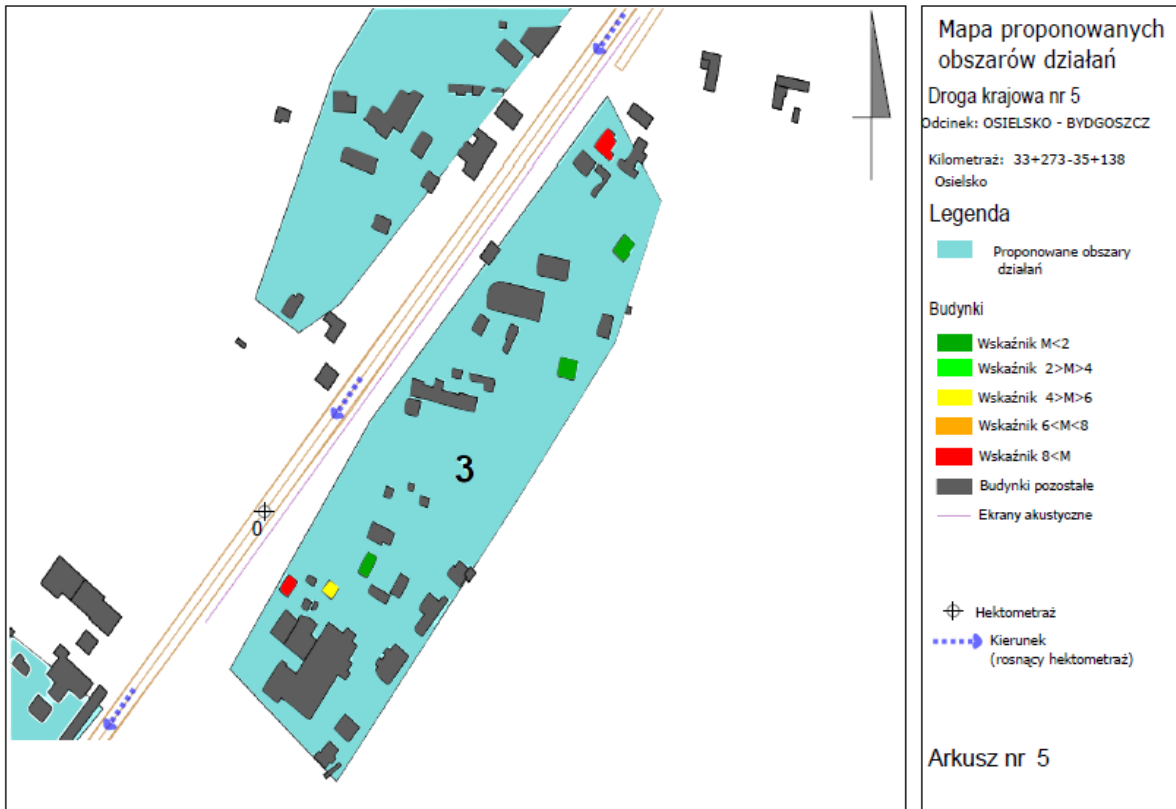 Mapa proponowanych
obszarów działań
Droga krajowa nr 5
Odcinek: OSIELSKO - BYDGOSZCZ
Kilometraż: 33+273-35+138
Osielsko
Legenda
Proponowane obszary
działań
Budynki
Wskaźnik M<2
Wskaźnik 2>M>4
Wskaźnik 4>M>6
Wskaźnik 6<M<8
Wskaźnik 8<M
Budynki pozostałe
Ekrany akustyczne
Hektometraż
Kierunek
(rosnący hektometraż)
Arkusz nr 5
3
0